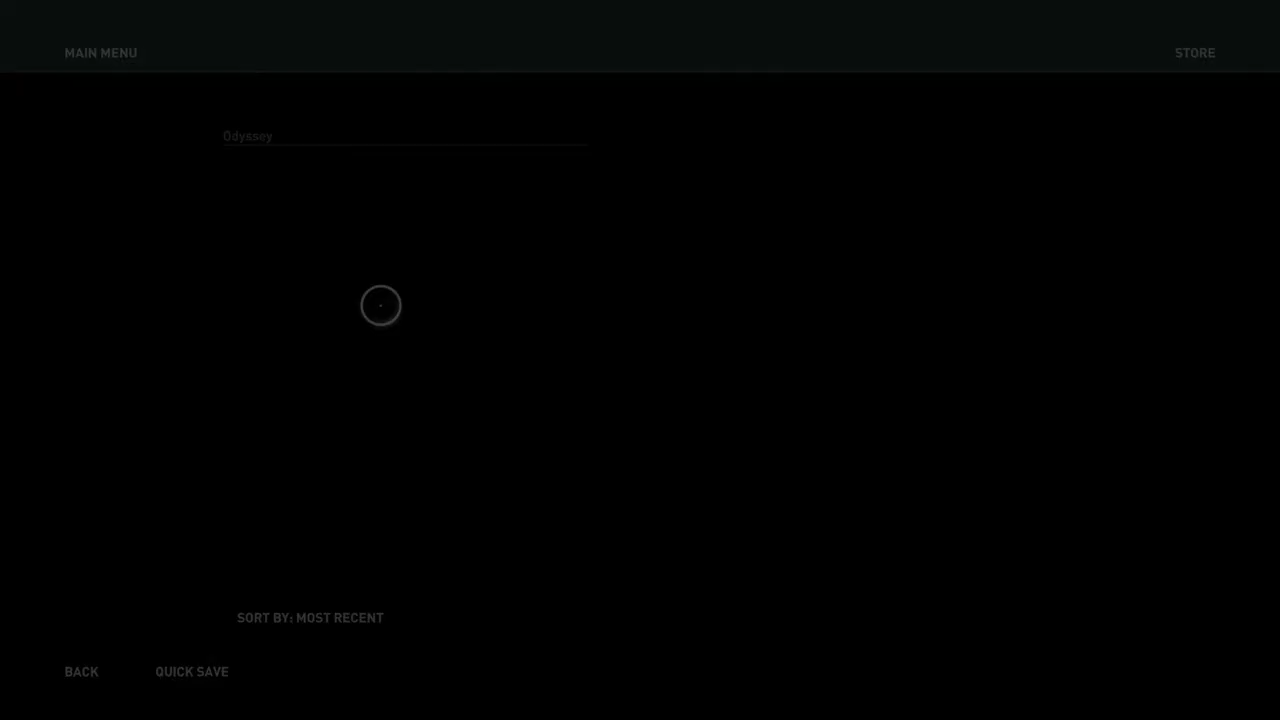 MAIN MENU
STORE
Odyssey
SORT BY: MOST RECENT
BACK
QUICK SAVE